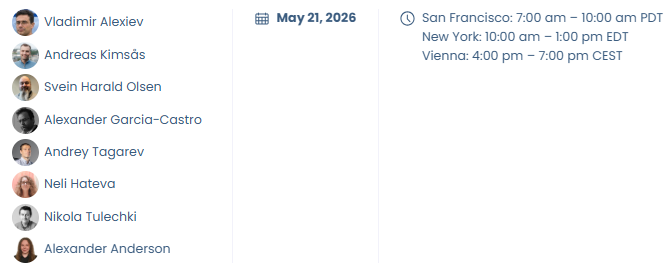 Vladimir Alexiev
Andreas Kimsås
Svein Harald Olsen
Alexander Garcia-Castro
Andrey Tagarev
Neli Hateva
Nikola Tulechki
Alexander Anderson
May 21, 2026
San Francisco: 7:00 am – 10:00 am PDT
New York: 10:00 am – 1:00 pm EDT
Vienna: 4:00 pm – 7:00 pm CEST